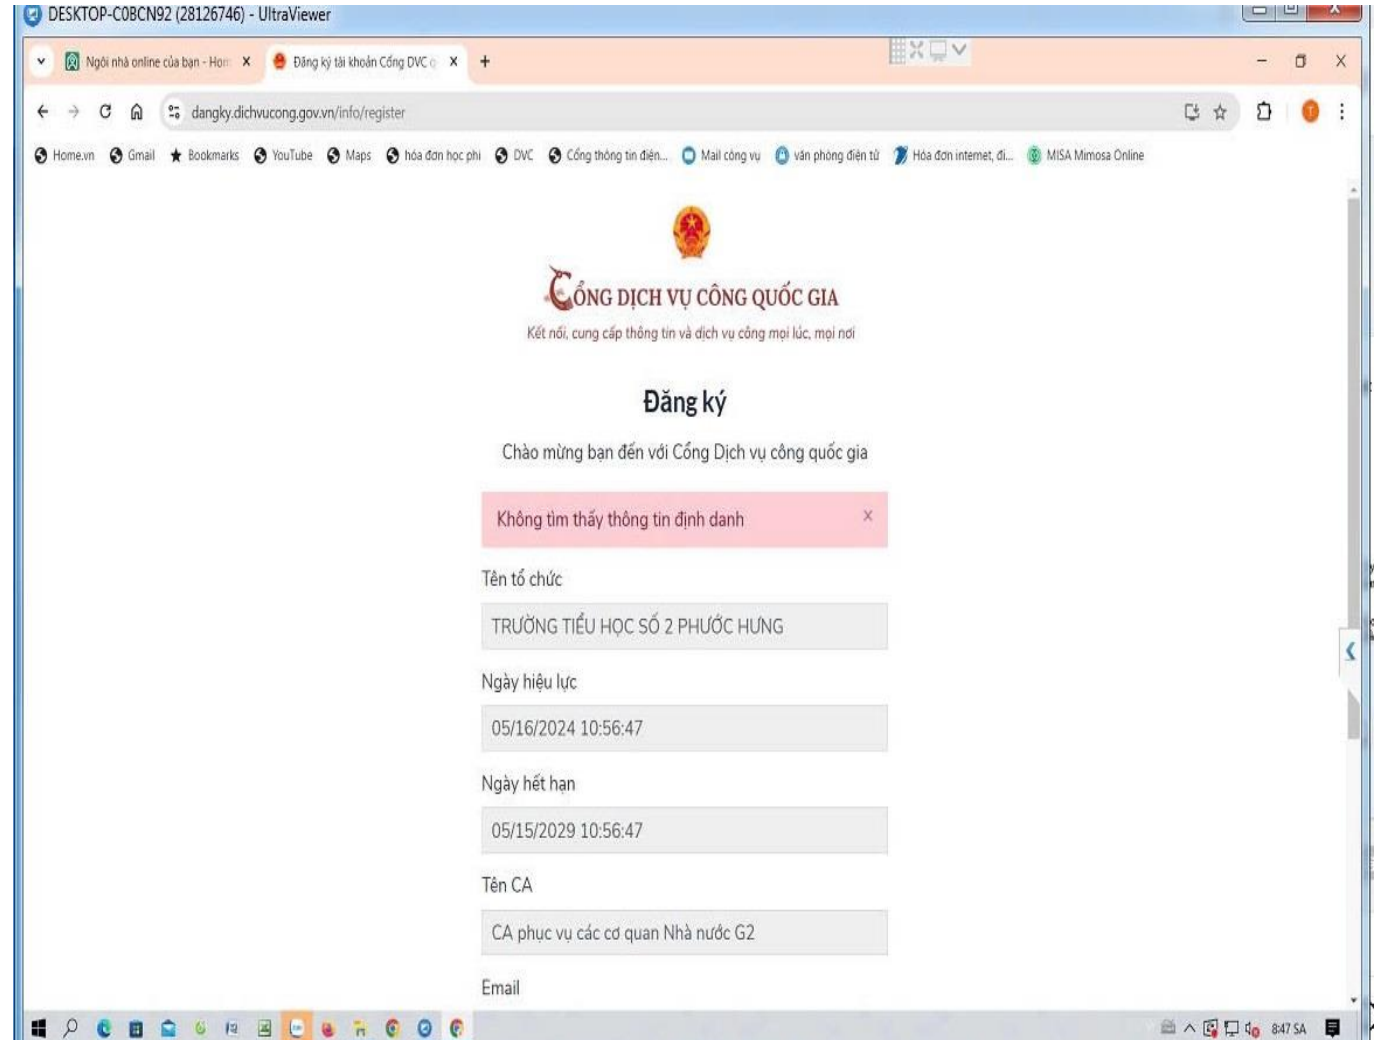 DESKTOP-C0BCN92 (28126746) - UltraViewer
Ngôi nhà online của bạn - Hom
Đăng ký tài khoản Cổng DVC q
dangky.dichvucong.gov.vn/info/register
Home.vn Gmail Bookmarks YouTube Maps hóa đơn học phí DVC Cổng thông tin điện... Mail công vụ văn phòng điện tử Hóa đơn internet, đi... MISA Mimosa Online
CỔNG DỊCH VỤ CÔNG QUỐC GIA
Kết nối, cung cấp thông tin và dịch vụ công mọi lúc, mọi nơi
Đăng ký
Chào mừng bạn đến với Cổng Dịch vụ công quốc gia
Không tìm thấy thông tin định danh
Tên tổ chức
TRƯỜNG TIỂU HỌC SỐ 2 PHƯỚC HƯNG
Ngày hiệu lực
05/16/2024 10:56:47
Ngày hết hạn
05/15/2029 10:56:47
Tên CA
CA phục vụ các cơ quan Nhà nước G2
Email
8:47 SA